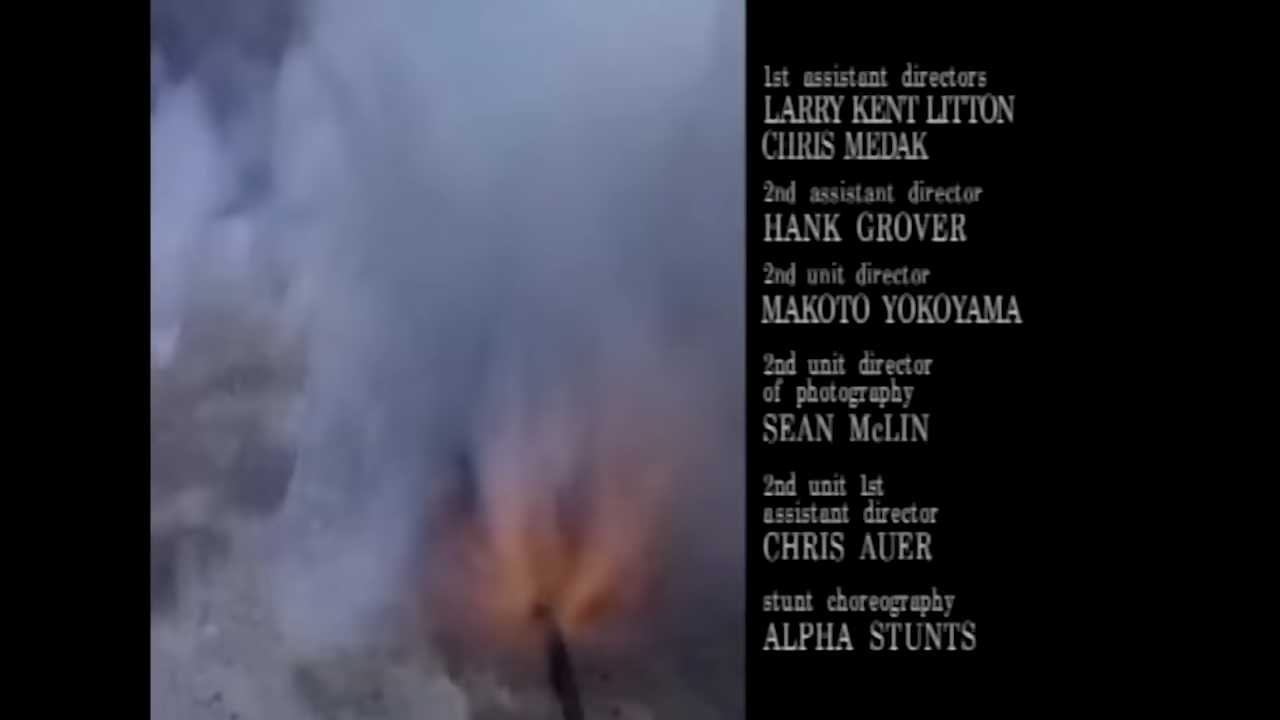 1st assistant directors
LARRY KENT LITTON
CHRIS MEDAK
2nd assistant director
HANK GROVER
2nd unit director
MAKOTO YOKOYAMA
2nd unit director
of photography
SEAN McLIN
2nd unit 1st
assistant director
CHRIS AUER
stunt choreography
ALPHA STUNTS